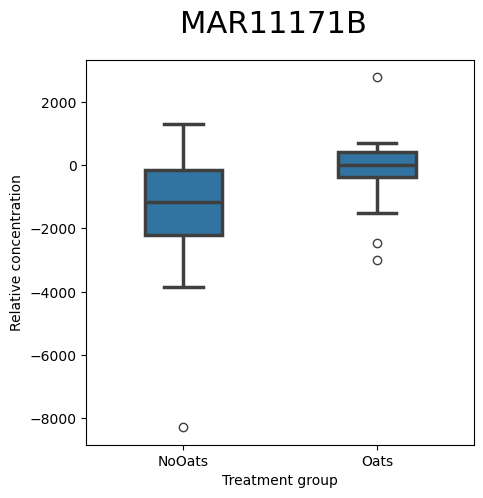 MAR11171B
2000
0
−2000
−4000
−6000
−8000
Relative concentration
NoOats
Oats
Treatment group